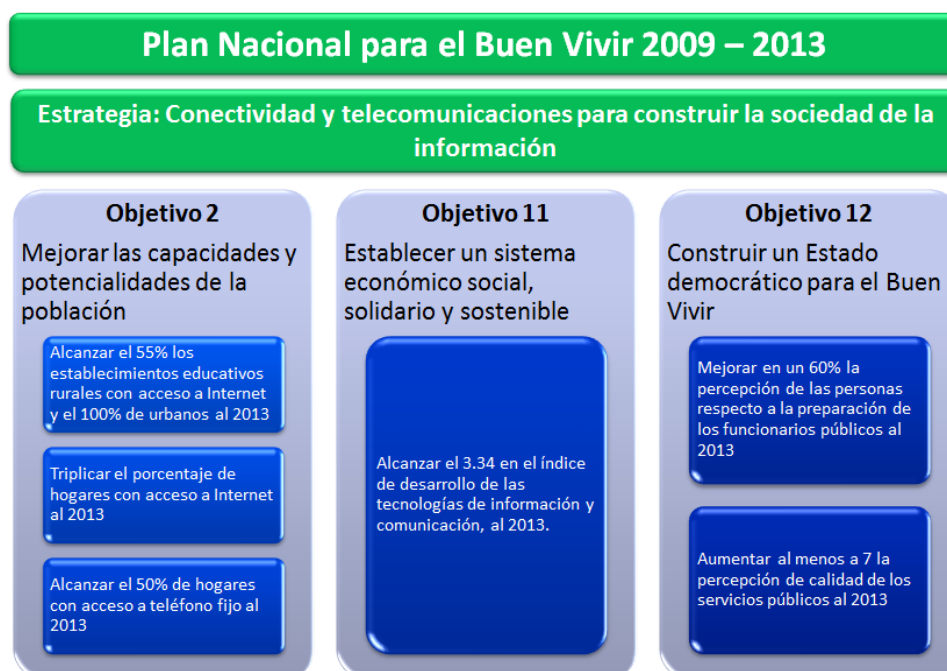 Plan Nacional para el Buen Vivir 2009 – 2013
Estrategia: Conectividad y telecomunicaciones para construir la sociedad de la
información
Objetivo 2
Mejorar las capacidades y
potencialidades de la
población
Alcanzar el 55% los
establecimientos educativos
rurales con acceso a Internet
y el 100% de urbanos al 2013
Triplicar el porcentaje de
hogares con acceso a Internet
al 2013
Alcanzar el 50% de hogares
con acceso a teléfono fijo al
2013
Objetivo 11
Establecer un sistema
económico social,
solidario y sostenible
Alcanzar el 3.34 en el índice
de desarrollo de las
tecnologías de información y
comunicación, al 2013.
Objetivo 12
Construir un Estado
democrático para el Buen
Vivir
Mejorar en un 60% la
percepción de las personas
respecto a la preparación de
los funcionarios públicos al
2013
Aumentar al menos a 7 la
percepción de calidad de los
servicios públicos al 2013